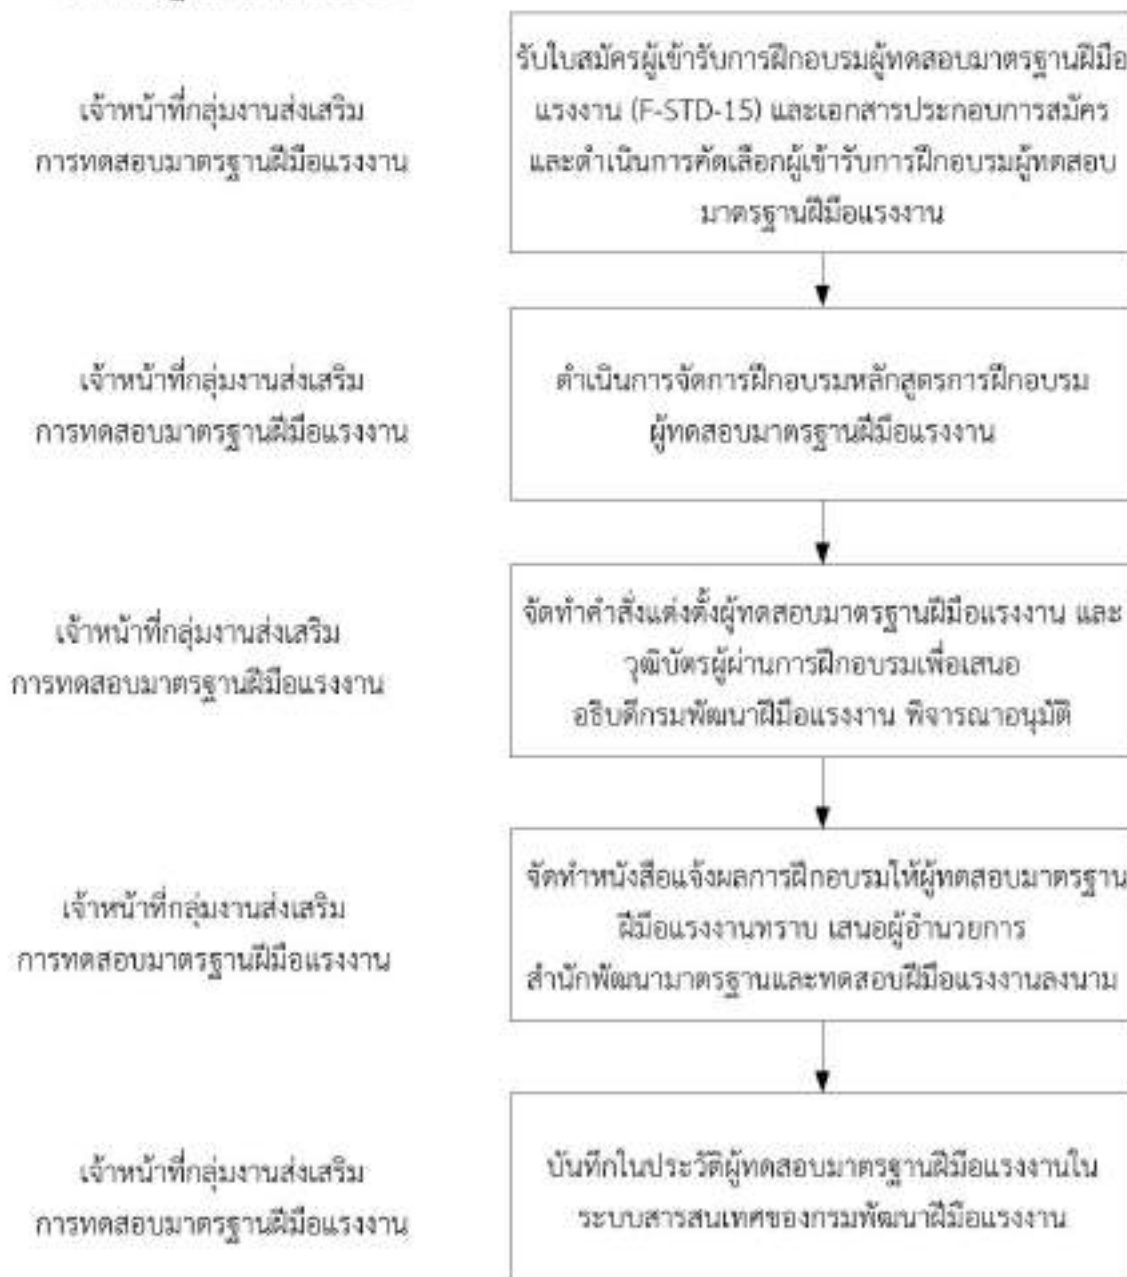 เจ้าหน้าที่กลุ่มงานส่งเสริม
การทดสอบมาตรฐานฝีมือแรงงาน
รับใบสมัครผู้เข้ารับการฝึกอบรมผู้ทดสอบมาตรฐานฝีมือ
แรงงาน (F-STD-15) และเอกสารประกอบการสมัคร
และดำเนินการคัดเลือกผู้เข้ารับการฝึกอบรมผู้ทดสอบ
มาตรฐานฝีมือแรงงาน
เจ้าหน้าที่กลุ่มงานส่งเสริม
การทดสอบมาตรฐานฝีมือแรงงาน
ดำเนินการจัดการฝึกอบรมหลักสูตรการฝึกอบรม
ผู้ทดสอบมาตรฐานฝีมือแรงงาน
เจ้าหน้าที่กลุ่มงานส่งเสริม
การทดสอบมาตรฐานฝีมือแรงงาน
จัดทำคำสั่งแต่งตั้งผู้ทดสอบมาตรฐานฝีมือแรงงาน และ
วุฒิบัตรผู้ผ่านการฝึกอบรมเพื่อเสนอ
อธิบดีกรมพัฒนาฝีมือแรงงาน พิจารณาอนุมัติ
เจ้าหน้าที่กลุ่มงานส่งเสริม
การทดสอบมาตรฐานฝีมือแรงงาน
จัดทำหนังสือแจ้งผลการฝึกอบรมให้ผู้ทดสอบมาตรฐาน
ฝีมือแรงงานทราบ เสนอผู้อำนวยการ
สำนักพัฒนามาตรฐานและทดสอบฝีมือแรงงานลงนาม
เจ้าหน้าที่กลุ่มงานส่งเสริม
การทดสอบมาตรฐานฝีมือแรงงาน
บันทึกในประวัติผู้ทดสอบมาตรฐานฝีมือแรงงานใน
ระบบสารสนเทศของกรมพัฒนาฝีมือแรงงาน